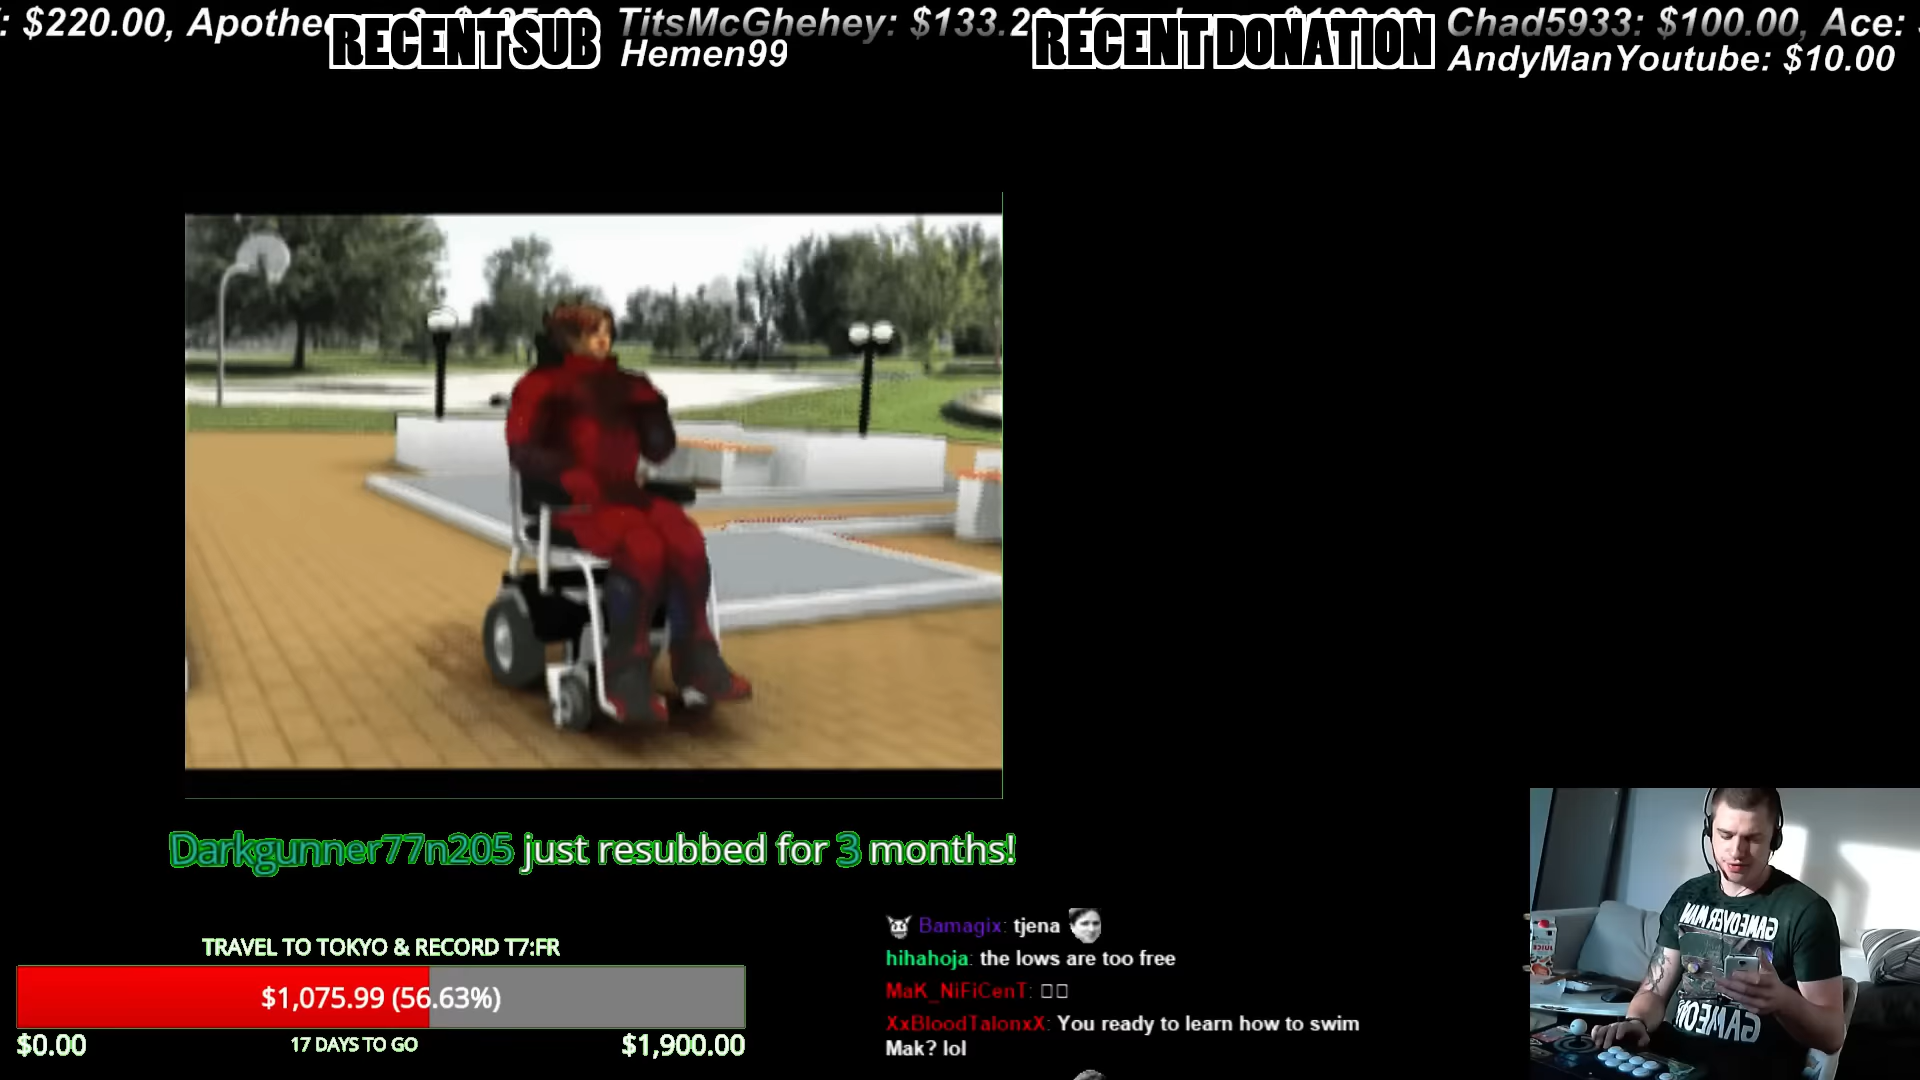 : $220.00, Apothe
TitsMcGhehey: $133.2
Chad5933: $100.00, Ace:
RECENT SUB
Hemen99
RECENT DONATION
AndyManYoutube: $10.00
Darkgunner77n205 just resubbed for 3 months!
TRAVEL TO TOKYO & RECORD T7:FR
$1,075.99 (56.63%)
$0.00
17 DAYS TO GO
$1,900.00
Bamagix: tjena
hihahoja: the lows are too free
MaK_NiFiCenT:
XxBloodTalonxX: You ready to learn how to swim
Mak? lol